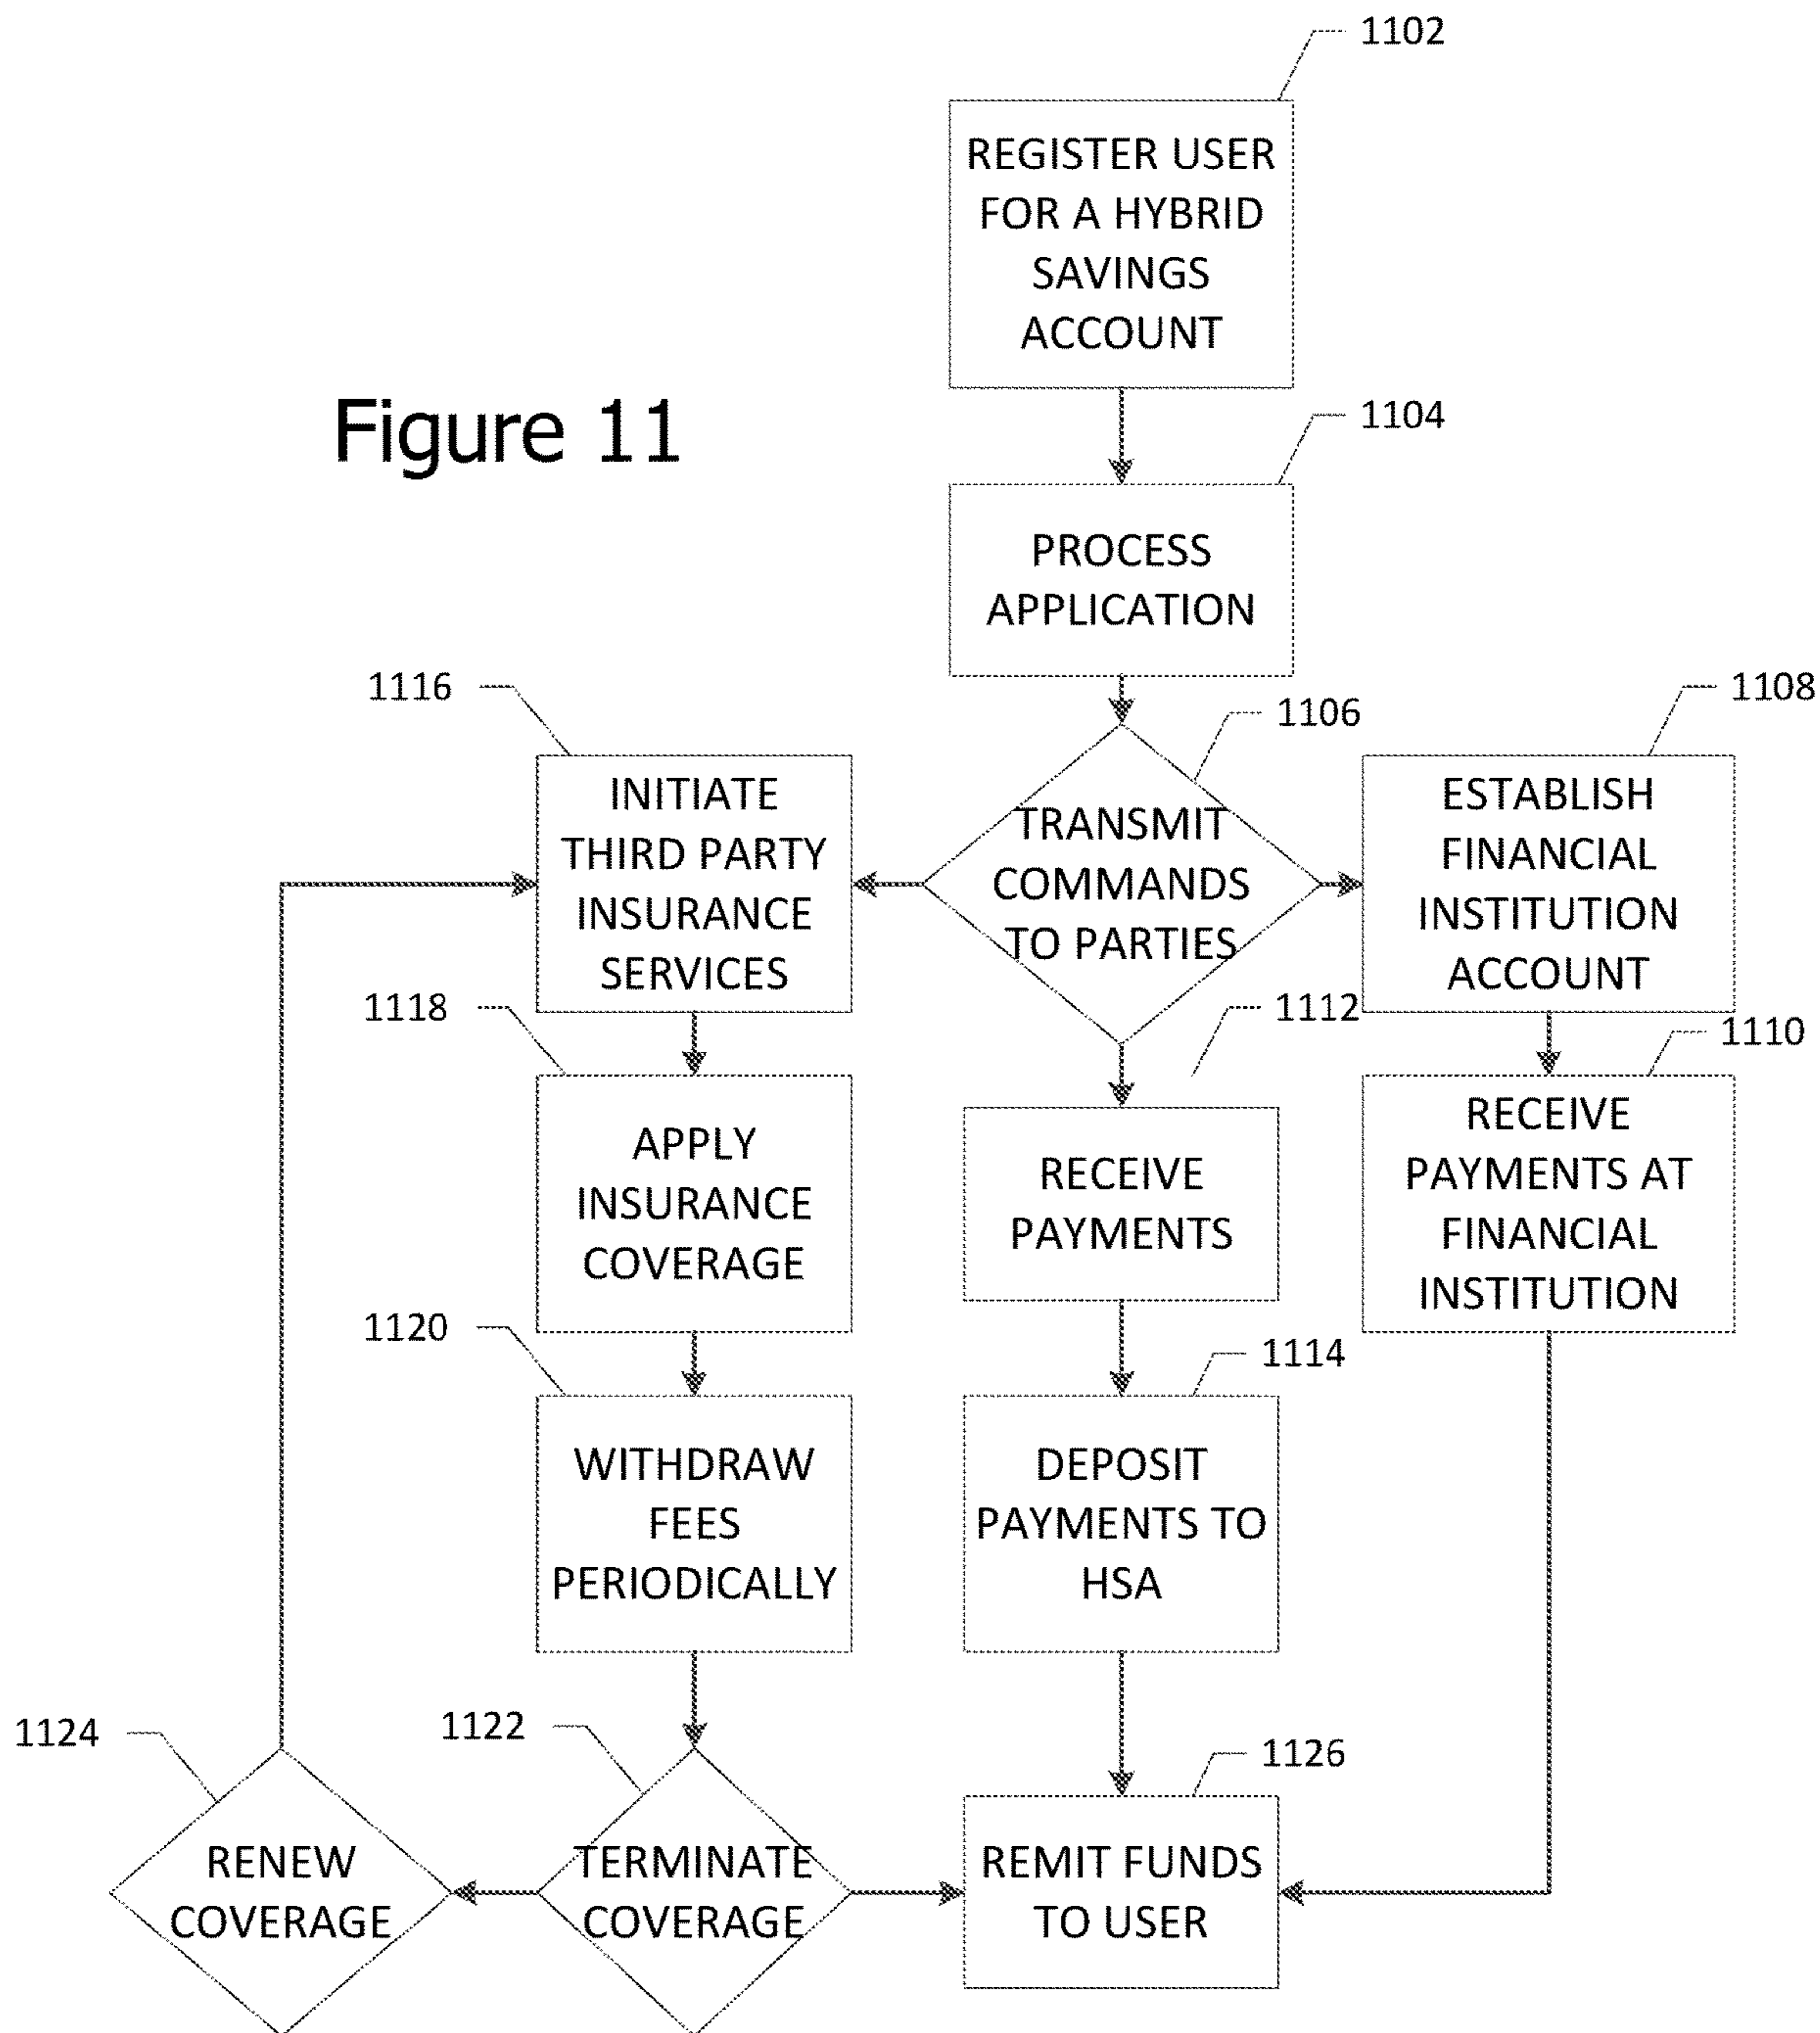 1102
REGISTER USER
FOR A HYBRID
SAVINGS
ACCOUNT
Figure 11
1104
PROCESS
APPLICATION
1116
1106
1108
INITIATE
THIRD PARTY
INSURANCE
SERVICES
TRANSMIT
COMMANDS
TO PARTIES
ESTABLISH
FINANCIAL
INSTITUTION
ACCOUNT
1118
1112
1110
APPLY
INSURANCE
COVERAGE
RECEIVE
PAYMENTS
RECEIVE
PAYMENTS AT
FINANCIAL
INSTITUTION
1120
1114
WITHDRAW
FEES
PERIODICALLY
DEPOSIT
PAYMENTS TO
HSA
1124
1122
1126
RENEW
COVERAGE
TERMINATE
COVERAGE
REMIT FUNDS
TO USER